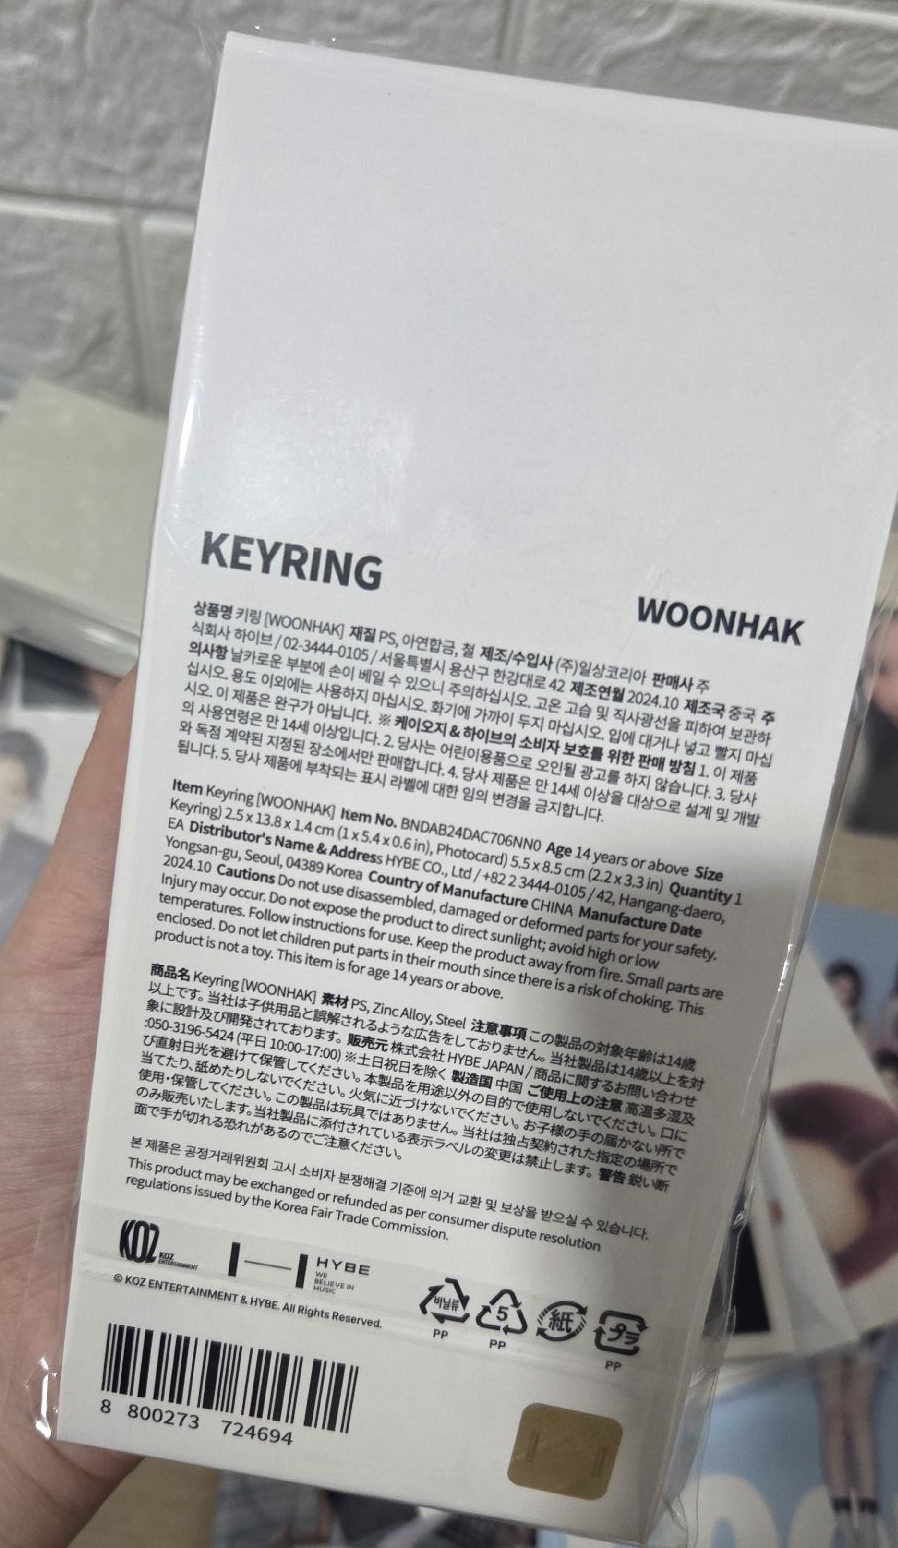 KEYRING
WOONHAK
상품명 키링 [WOONHAK] 재질 PS, 아연합금, 철 제조/수입사 (주)일상코리아 판매사 주
식회사 하이브 / 02-3444-0105 / 서울특별시 용산구 한강대로 42 제조연월 2024.10 제조국 중국 주
의사항 날카로운 부분에 손이 베일 수 있으니 주의하십시오. 고온 고습 및 직사광선을 피하여 보관하
십시오. 용도 이외에는 사용하지 마십시오. 화기에 가까이 두지 마십시오. 입에 대거나 넣고 빨지 마십
시오. 이 제품은 완구가 아닙니다. ※ 케이오지 & 하이브의 소비자 보호를 위한 판매 방침 1. 이 제품
의 사용연령은 만 14세 이상입니다. 2. 당사는 어린이용품으로 오인될 광고를 하지 않습니다. 3. 당사
와 독점 계약된 지정된 장소에서만 판매합니다. 4. 당사 제품은 만 14세 이상을 대상으로 설계 및 개발
됩니다. 5. 당사 제품에 부착되는 표시 라벨에 대한 임의 변경을 금지합니다.
Item Keyring [WOONHAK] Item No. BNDAB24DAC706NN0 Age 14 years or above Size
Keyring) 2.5 x 13.8 x 1.4 cm (1 x 5.4 x 0.6 in), Photocard) 5.5 x 8.5 cm (2.2 x 3.3 in) Quantity 1
EA Distributor's Name & Address HYBE CO., Ltd / +82 2 3444-0105 / 42, Hangang-daero,
Yongsan-gu, Seoul, 04389 Korea Country of Manufacture CHINA Manufacture Date
2024.10 Cautions Do not use disassembled, damaged or deformed parts for your safety.
Injury may occur. Do not expose the product to direct sunlight; avoid high or low
temperatures. Follow instructions for use. Keep the product away from fire. Small parts are
enclosed. Do not let children put parts in their mouth since there is a risk of choking. This
product is not a toy. This item is for age 14 years or above.
商品名 Keyring [WOONHAK] 素材 PS, Zinc Alloy, Steel 注意事項 この製品の対象年齢は14歳
以上です。当社は子供用品と誤解されるような広告をしておりません。当社製品は14歳以上を対
象に設計及び開発されております。 販売元 株式会社 HYBE JAPAN / 商品に関するお問い合わせ
:050-3196-5424 (平日 10:00-17:00) ※土日祝日を除く 製造国 中国 ご使用上の注意 高温多湿及
び直射日光を避けて保管してください。本製品を用途以外の目的で使用しないでください。口に
当てたり、舐めたりしないでください。火気に近づけないでください。お子様の手の届かない所で
使用・保管してください。この製品は玩具ではありません。当社は独占契約された指定の場所で
のみ販売いたします。当社製品に添付されている表示ラベルの変更は禁止します。 警告 鋭い断
面で手が切れる恐れがあるのでご注意ください。
본 제품은 공정거래위원회 고시 소비자 분쟁해결 기준에 의거 교환 및 보상을 받으실 수 있습니다.
This product may be exchanged or refunded as per consumer dispute resolution
regulations issued by the Korea Fair Trade Commission.
KOZ KOZ ENTERTAINMENT
HYBE
WE
BELIEVE IN
MUSIC
© KOZ ENTERTAINMENT & HYBE. All Rights Reserved.
비닐류 5 紙 プラ
PP PP PP
8 800273 724694